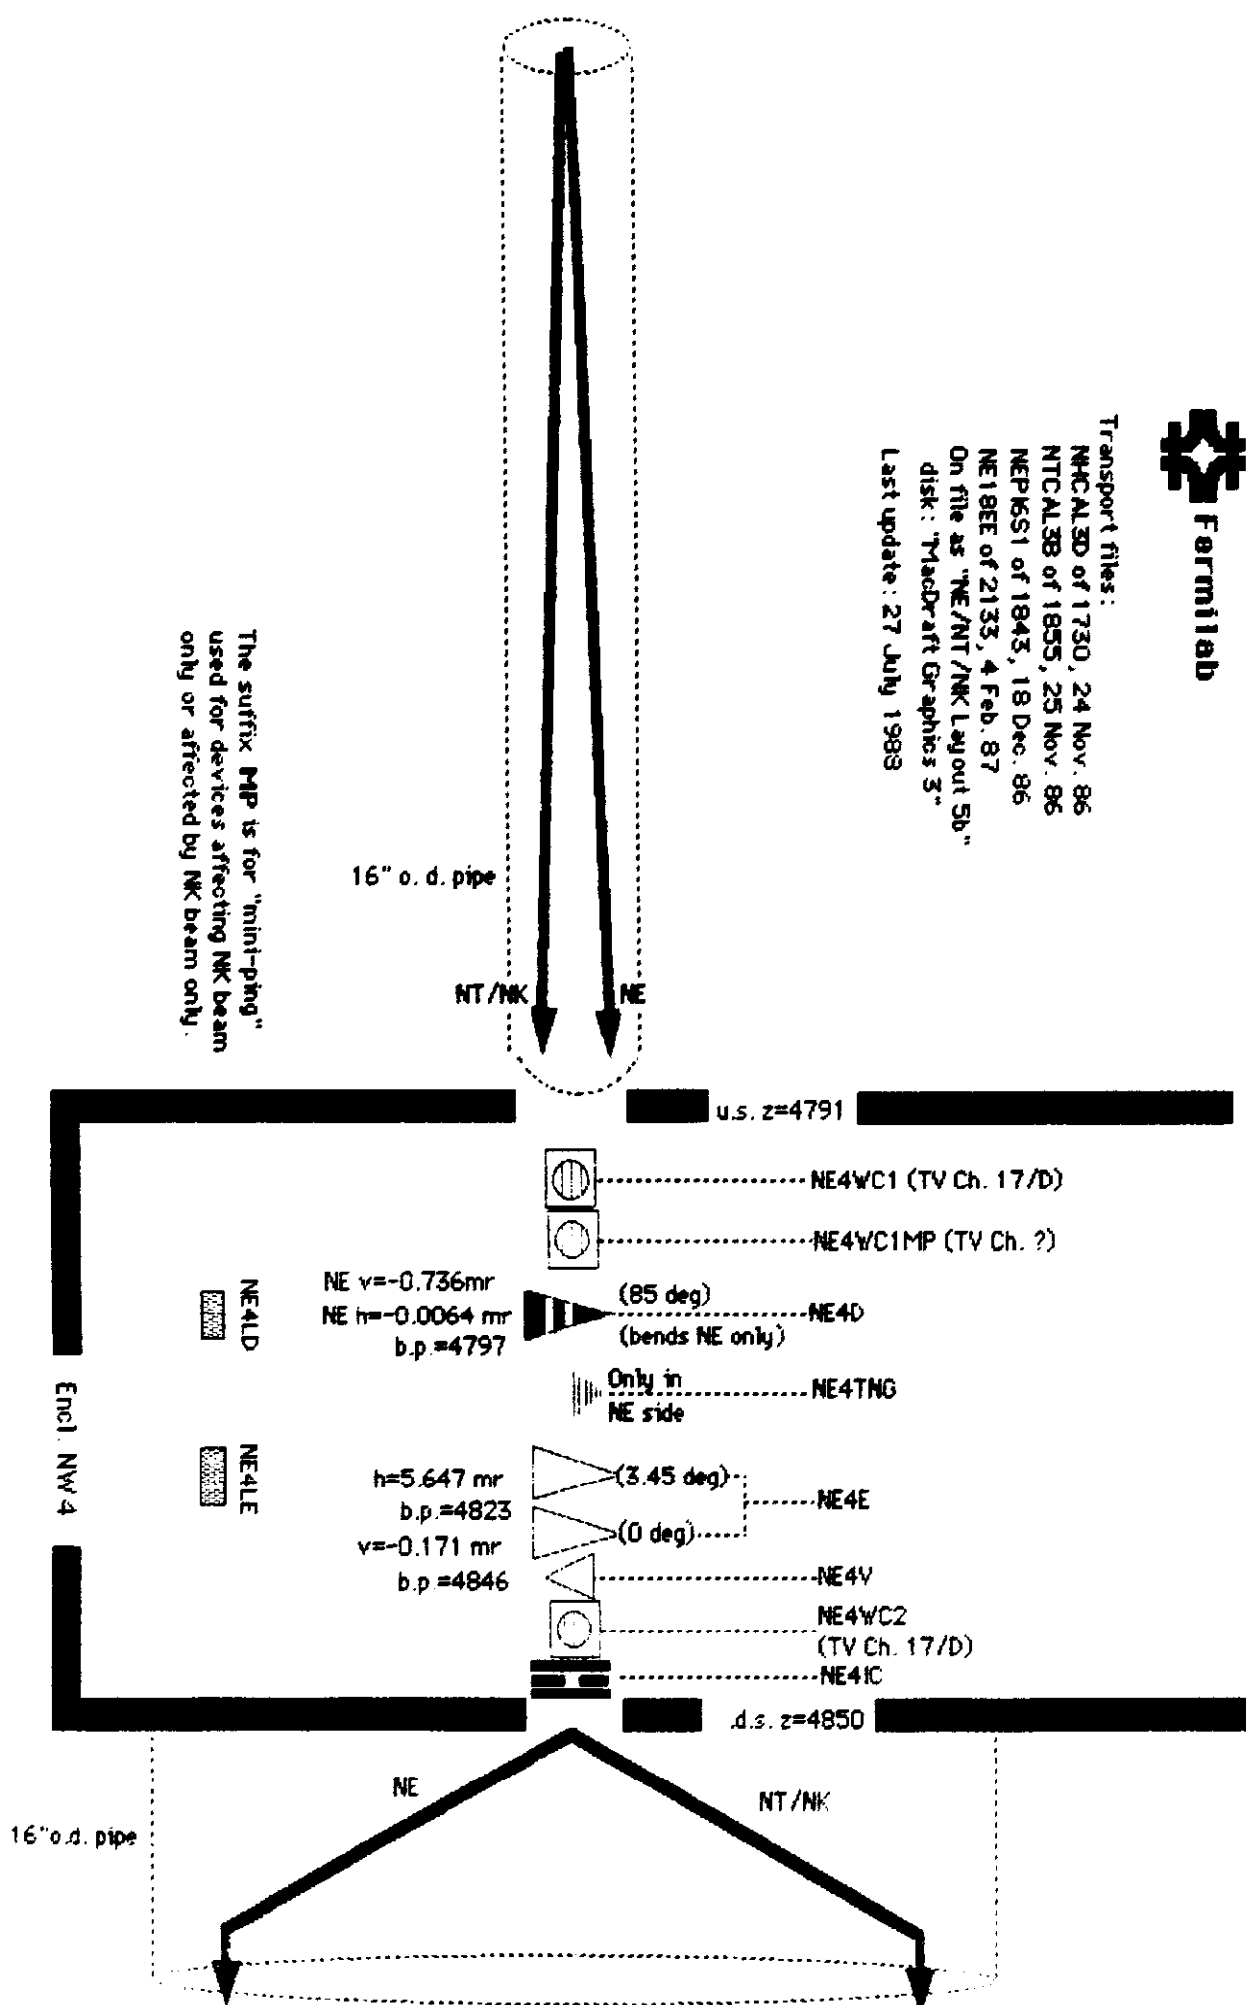 Fermilab
Transport files:
NHCAL3D of 1730, 24 Nov. 86
NTCAL3B of 1855, 25 Nov. 86
NEPI6S1 of 1843, 18 Dec. 86
NE18EE of 2133, 4 Feb. 87
On file as "NE/NT/NK Layout 5b"
disk: "MacDraft Graphics 3"
Last update: 27 July 1988
The suffix MP is for "mini-ping"
used for devices affecting NK beam
only or affected by NK beam only.
16" o. d. pipe
NT/NK
NE
u.s. z=4791
NE4WC1 (TV Ch. 17/D)
NE4WC1MP (TV Ch. ?)
NE4LD
NE v=-0.736mr
NE h=-0.0064 mr
b.p.=4797
(85 deg)
(bends NE only)
NE4D
Only in
NE side
NE4TNG
Encl. NW4
NE4LE
h=5.647 mr
b.p.=4823
(3.45 deg)
NE4E
(0 deg)
v=-0.171 mr
b.p.=4846
NE4V
NE4WC2
(TV Ch. 17/D)
NE4IC
.d.s. z=4850
NE
NT/NK
16"o.d. pipe